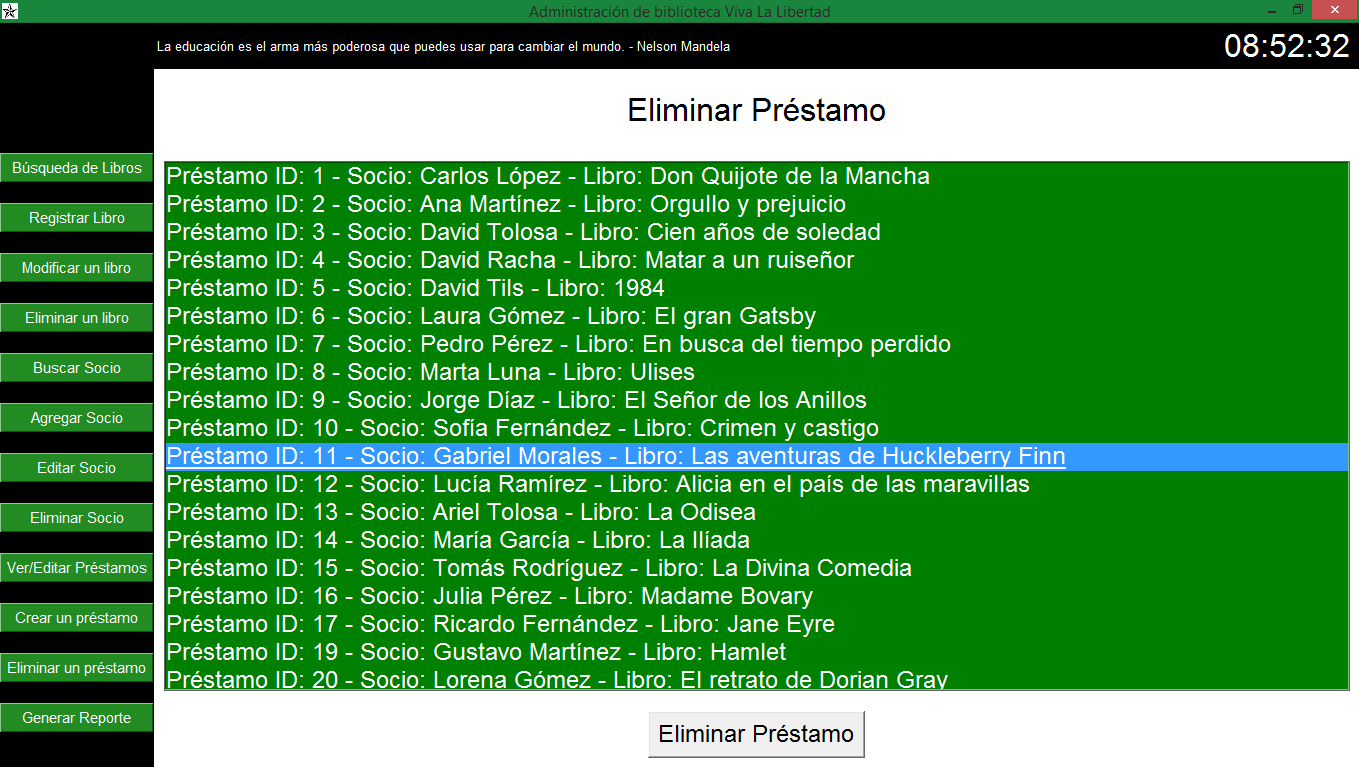 Administración de biblioteca Viva La Libertad
La educación es el arma más poderosa que puedes usar para cambiar el mundo. - Nelson Mandela
08:52:32
Búsqueda de Libros
Registrar Libro
Modificar un libro
Eliminar un libro
Buscar Socio
Agregar Socio
Editar Socio
Eliminar Socio
Ver/Editar Préstamos
Crear un préstamo
Eliminar un préstamo
Generar Reporte
Eliminar Préstamo
Préstamo ID: 1 - Socio: Carlos López - Libro: Don Quijote de la Mancha
Préstamo ID: 2 - Socio: Ana Martínez - Libro: Orgullo y prejuicio
Préstamo ID: 3 - Socio: David Tolosa - Libro: Cien años de soledad
Préstamo ID: 4 - Socio: David Racha - Libro: Matar a un ruiseñor
Préstamo ID: 5 - Socio: David Tils - Libro: 1984
Préstamo ID: 6 - Socio: Laura Gómez - Libro: El gran Gatsby
Préstamo ID: 7 - Socio: Pedro Pérez - Libro: En busca del tiempo perdido
Préstamo ID: 8 - Socio: Marta Luna - Libro: Ulises
Préstamo ID: 9 - Socio: Jorge Díaz - Libro: El Señor de los Anillos
Préstamo ID: 10 - Socio: Sofía Fernández - Libro: Crimen y castigo
Préstamo ID: 11 - Socio: Gabriel Morales - Libro: Las aventuras de Huckleberry Finn
Préstamo ID: 12 - Socio: Lucía Ramírez - Libro: Alicia en el país de las maravillas
Préstamo ID: 13 - Socio: Ariel Tolosa - Libro: La Odisea
Préstamo ID: 14 - Socio: María García - Libro: La Ilíada
Préstamo ID: 15 - Socio: Tomás Rodríguez - Libro: La Divina Comedia
Préstamo ID: 16 - Socio: Julia Pérez - Libro: Madame Bovary
Préstamo ID: 17 - Socio: Ricardo Fernández - Libro: Jane Eyre
Préstamo ID: 19 - Socio: Gustavo Martínez - Libro: Hamlet
Préstamo ID: 20 - Socio: Lorena Gómez - Libro: El retrato de Dorian Gray
Eliminar Préstamo